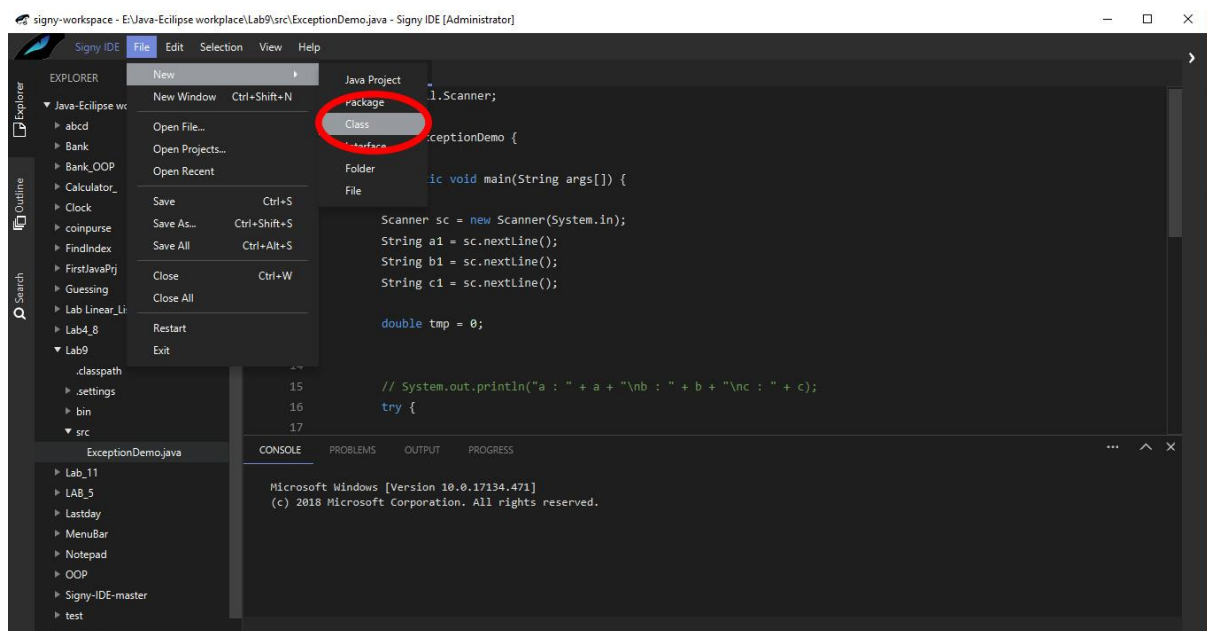 signy-workspace - E:\Java-Ecilipse workplace\Lab9\src\ExceptionDemo.java - Signy IDE [Administrator]
Signy IDE File Edit Selection View Help
Explorer
Outline
Search
EXPLORER
Java-Ecilipse wo
abcd
Bank
Bank_OOP
Calculator_
Clock
coinpurse
FindIndex
FirstJavaPrj
Guessing
Lab Linear_Li
Lab4_8
Lab9
.classpath
.settings
bin
src
ExceptionDemo.java
Lab_11
LAB_5
Lastday
MenuBar
Notepad
OOP
Signy-IDE-master
test
New
New Window Ctrl+Shift+N
Open File...
Open Projects...
Open Recent
Save Ctrl+S
Save As... Ctrl+Shift+S
Save All Ctrl+Alt+S
Close Ctrl+W
Close All
Restart
Exit
Java Project
Package
Class
Interface
Folder
File
l.Scanner;
ceptionDemo {
ic void main(String args[]) {
Scanner sc = new Scanner(System.in);
String a1 = sc.nextLine();
String b1 = sc.nextLine();
String c1 = sc.nextLine();
double tmp = 0;
14
15 // System.out.println("a : " + a + "\nb : " + b + "\nc : " + c);
16 try {
17
CONSOLE PROBLEMS OUTPUT PROGRESS
Microsoft Windows [Version 10.0.17134.471]
(c) 2018 Microsoft Corporation. All rights reserved.